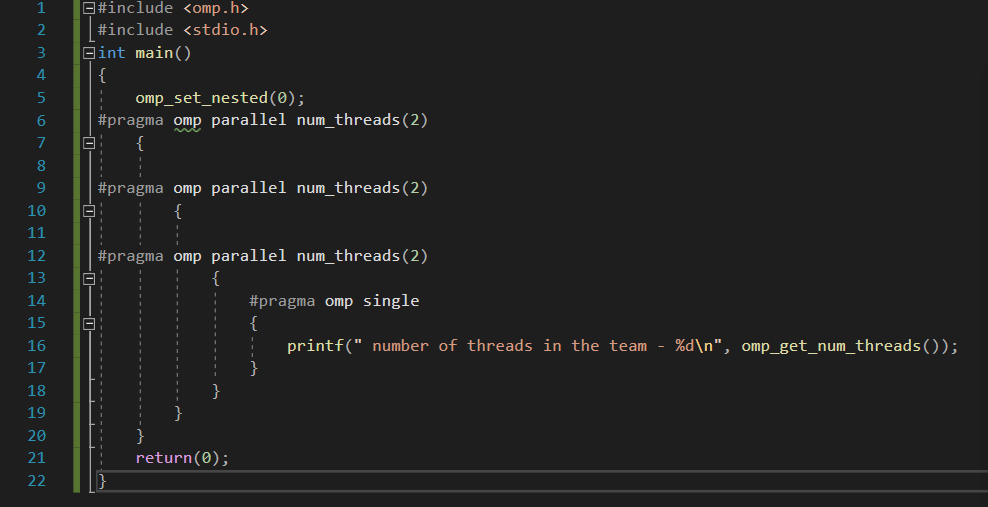 1 #include <omp.h>
2 #include <stdio.h>
3 int main()
4 {
5 omp_set_nested(0);
6 #pragma omp parallel num_threads(2)
7 {
8
9 #pragma omp parallel num_threads(2)
10 {
11
12 #pragma omp parallel num_threads(2)
13 {
14 #pragma omp single
15 {
16 printf(" number of threads in the team - %d\n", omp_get_num_threads());
17 }
18 }
19 }
20 }
21 return(0);
22 }